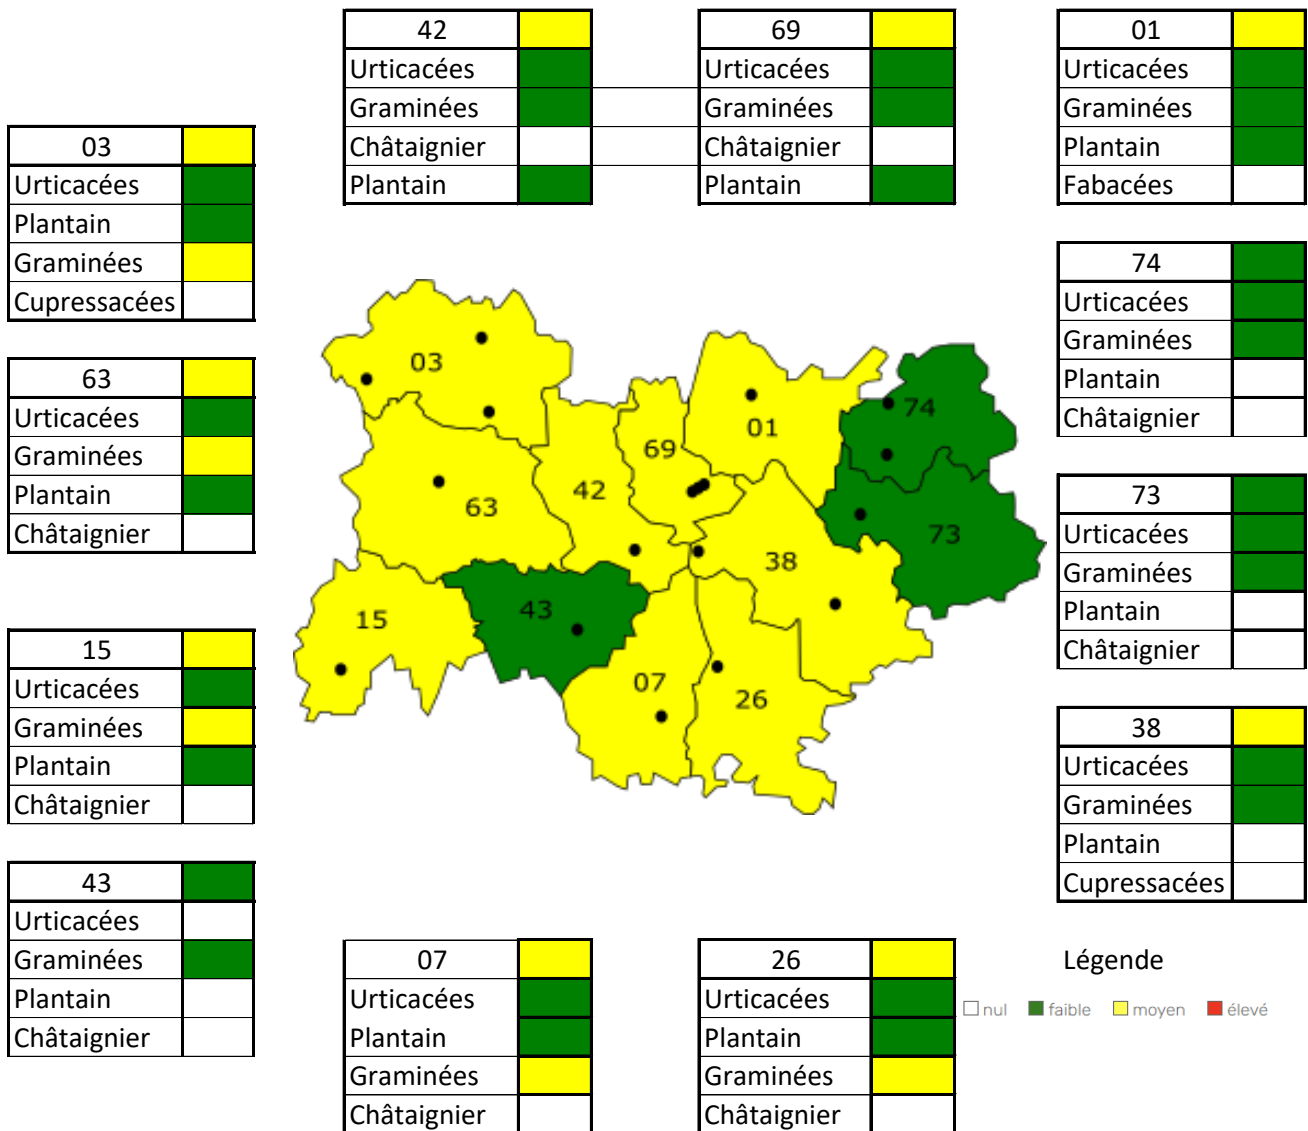 42
Urticacées
Graminées
Châtaignier
Plantain
69
Urticacées
Graminées
Châtaignier
Plantain
01
Urticacées
Graminées
Plantain
Fabacées
03
Urticacées
Plantain
Graminées
Cupressacées
74
Urticacées
Graminées
Plantain
Châtaignier
63
Urticacées
Graminées
Plantain
Châtaignier
03
01
74
69
42
63
73
38
43
15
07
26
73
Urticacées
Graminées
Plantain
Châtaignier
15
Urticacées
Graminées
Plantain
Châtaignier
38
Urticacées
Graminées
Plantain
Cupressacées
43
Urticacées
Graminées
Plantain
Châtaignier
07
Urticacées
Plantain
Graminées
Châtaignier
26
Urticacées
Plantain
Graminées
Châtaignier
Légende
nul faible moyen élevé